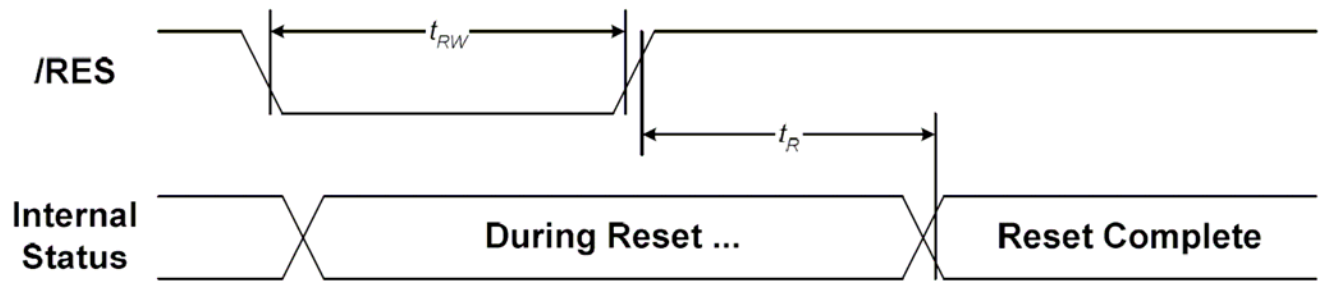 /RES
tRW
tR
Internal
Status
During Reset ...
Reset Complete